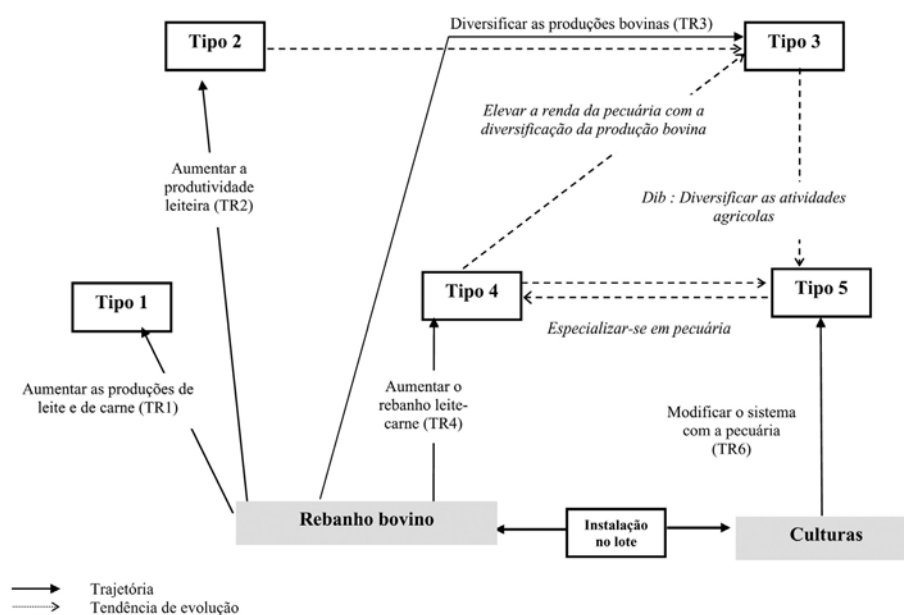 Diversificar as produções bovinas (TR3)
Tipo 2
Tipo 3
Elevar a renda da pecuária com a
diversificação da produção bovina
Aumentar a
produtividade
leiteira (TR2)
Dib : Diversificar as atividades
agricolas
Tipo 1
Tipo 4
Tipo 5
Especializar-se em pecuária
Aumentar as produções de
leite e de carne (TR1)
Aumentar o
rebanho leite-
carne (TR4)
Modificar o sistema
com a pecuária
(TR6)
Rebanho bovino
Instalação
no lote
Culturas
Trajetória
Tendência de evolução